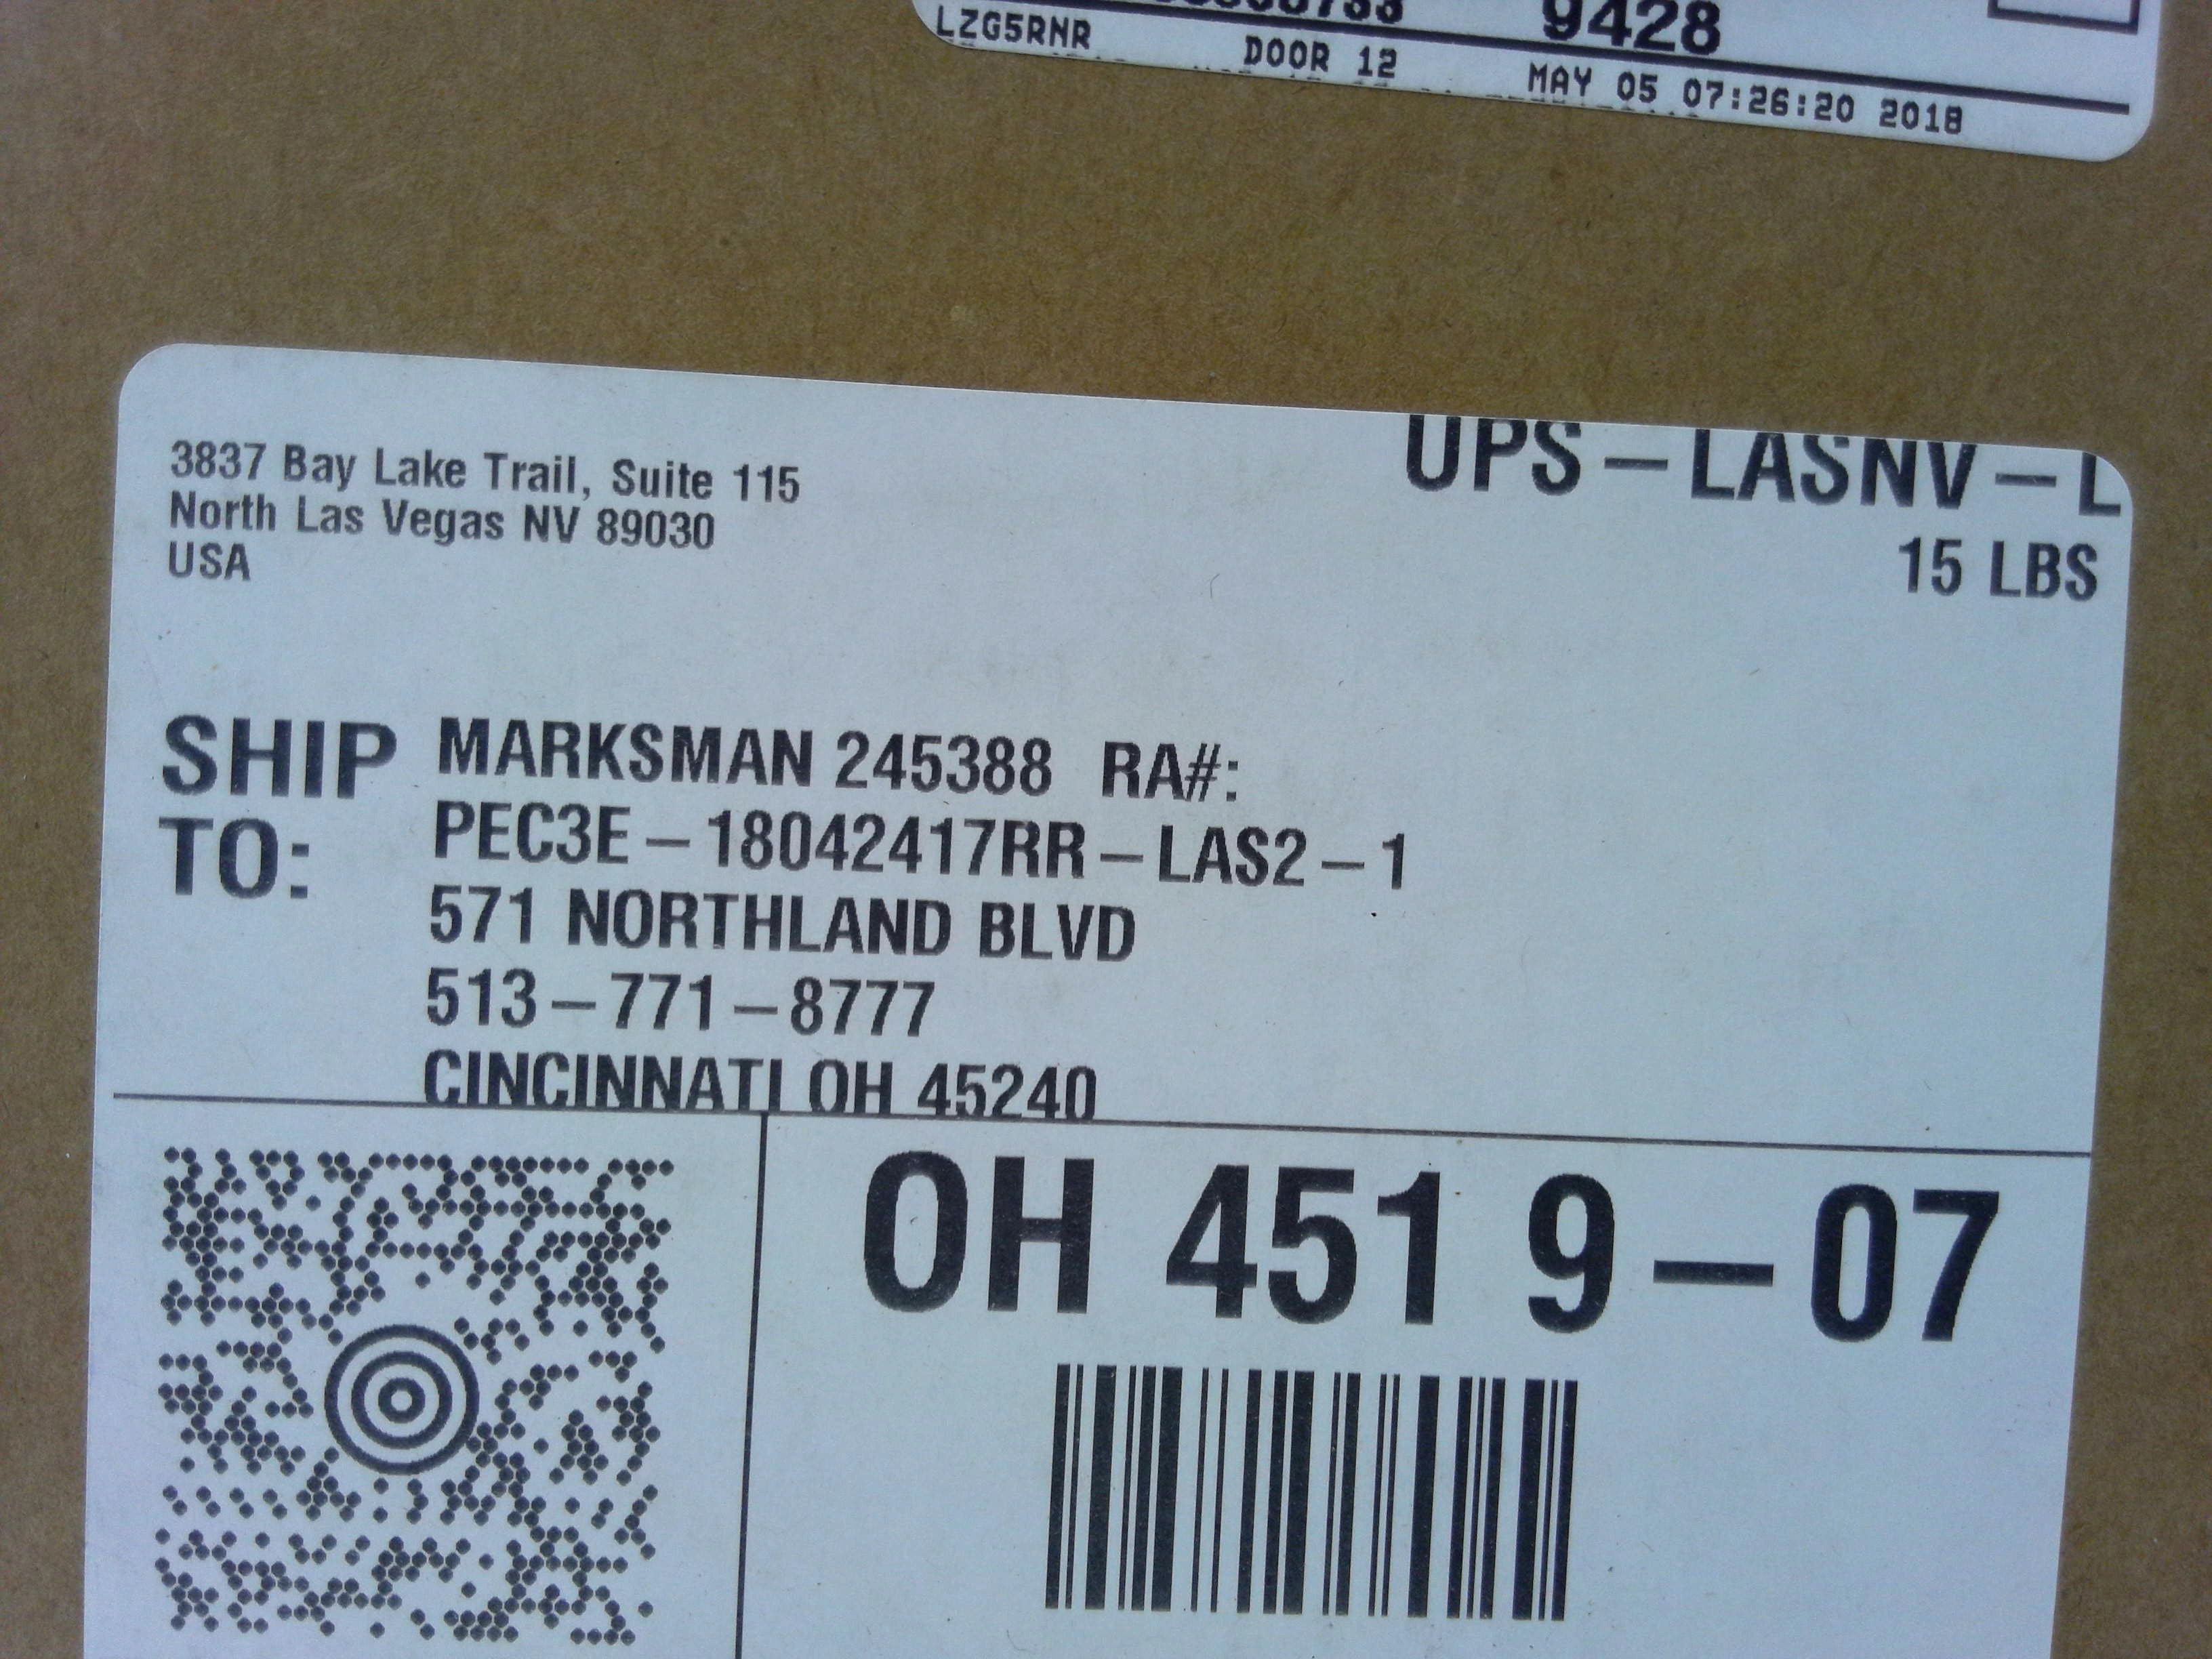 9428
LZG5RNR DOOR 12 MAY 05 07:26:20 2018
UPS-LASNV-L
15 LBS
3837 Bay Lake Trail, Suite 115
North Las Vegas NV 89030
USA
SHIP TO:
MARKSMAN 245388 RA#:
PEC3E-18042417RR-LAS2-1
571 NORTHLAND BLVD
513-771-8777
CINCINNATI OH 45240
OH 451 9-07